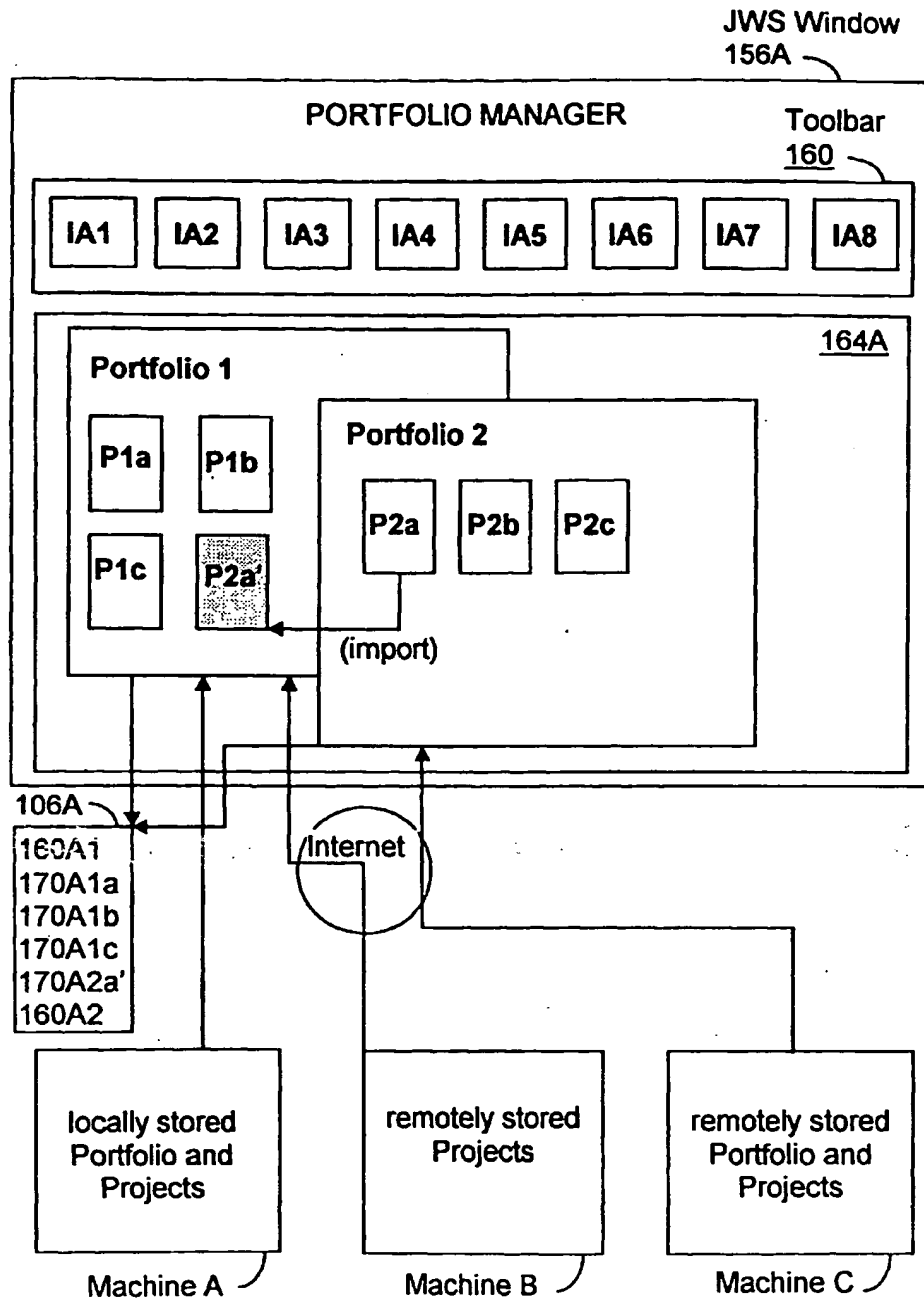 JWS Window
156A
PORTFOLIO MANAGER
Toolbar
160
IA1 IA2 IA3 IA4 IA5 IA6 IA7 IA8
164A
Portfolio 1
P1a P1b
P1c P2a'
Portfolio 2
P2a P2b P2c
(import)
106A
160A1
170A1a
170A1b
170A1c
170A2a'
160A2
Internet
locally stored
Portfolio and
Projects
Machine A
remotely stored
Projects
Machine B
remotely stored
Portfolio and
Projects
Machine C